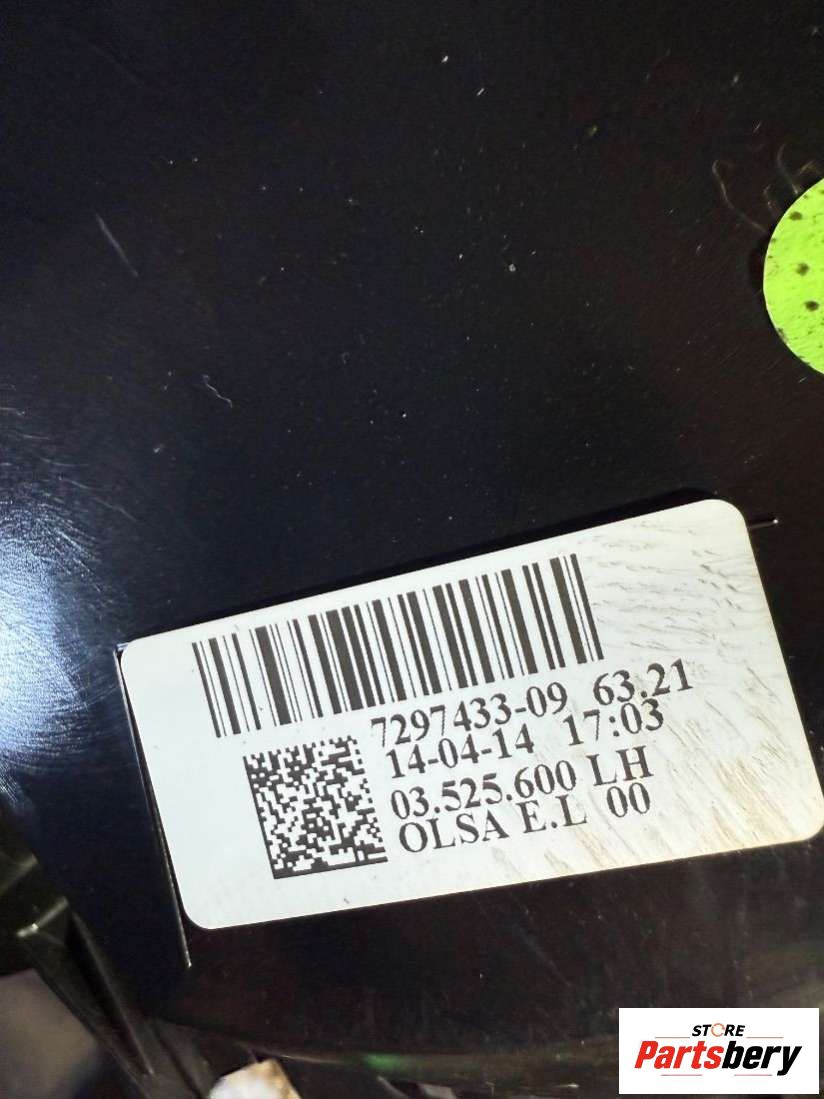 7297433-09 63.21
14-04-14 17:03
03.525.600 LH
OLSA E.L 00
STORE
Partsbery